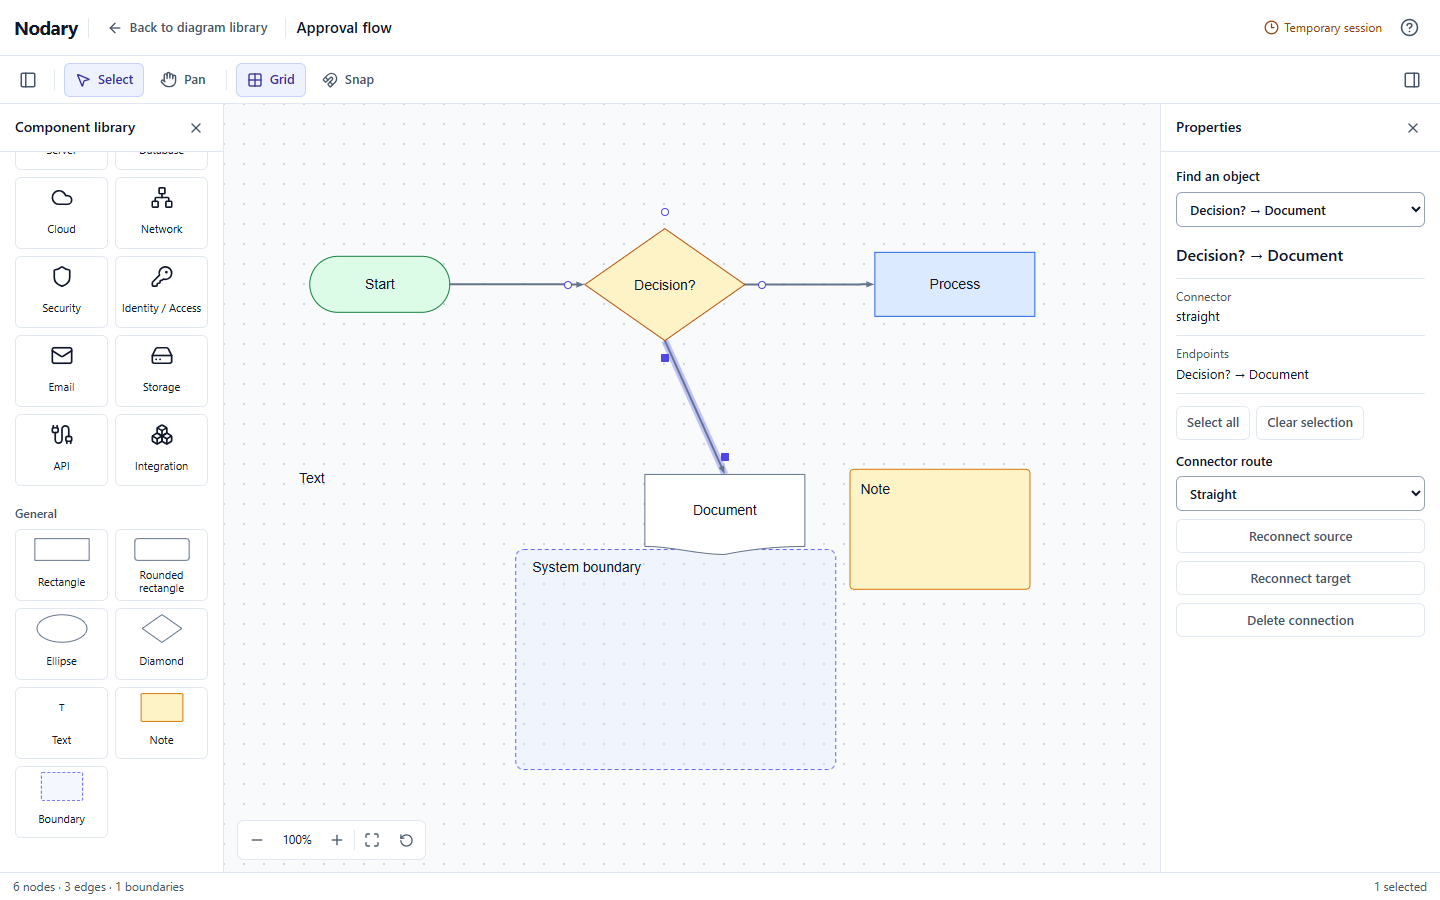 Nodary
Back to diagram library
Approval flow
Temporary session
Select
Pan
Grid
Snap
Component library
Server
Database
Cloud
Network
Security
Identity / Access
Email
Storage
API
Integration
General
Rectangle
Rounded
rectangle
Ellipse
Diamond
T
Text
Note
Boundary
Start
Decision?
Process
Text
Document
Note
System boundary
100%
Properties
Find an object
Decision? → Document
Decision? → Document
Connector
straight
Endpoints
Decision? → Document
Select all
Clear selection
Connector route
Straight
Reconnect source
Reconnect target
Delete connection
6 nodes · 3 edges · 1 boundaries
1 selected